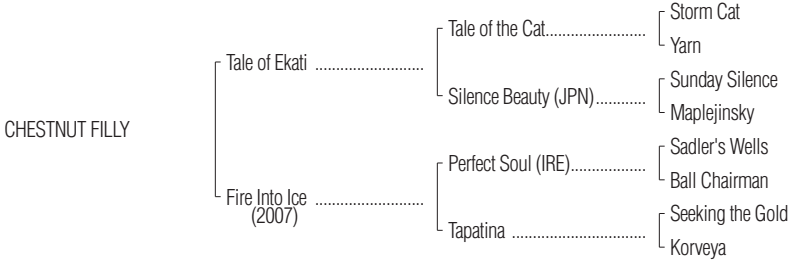 Storm Cat
Tale of the Cat
Yarn
Tale of Ekati
Sunday Silence
Silence Beauty (JPN)
Maplejinsky
CHESTNUT FILLY
Sadler's Wells
Perfect Soul (IRE)
Ball Chairman
Fire Into Ice
(2007)
Seeking the Gold
Tapatina
Korveya